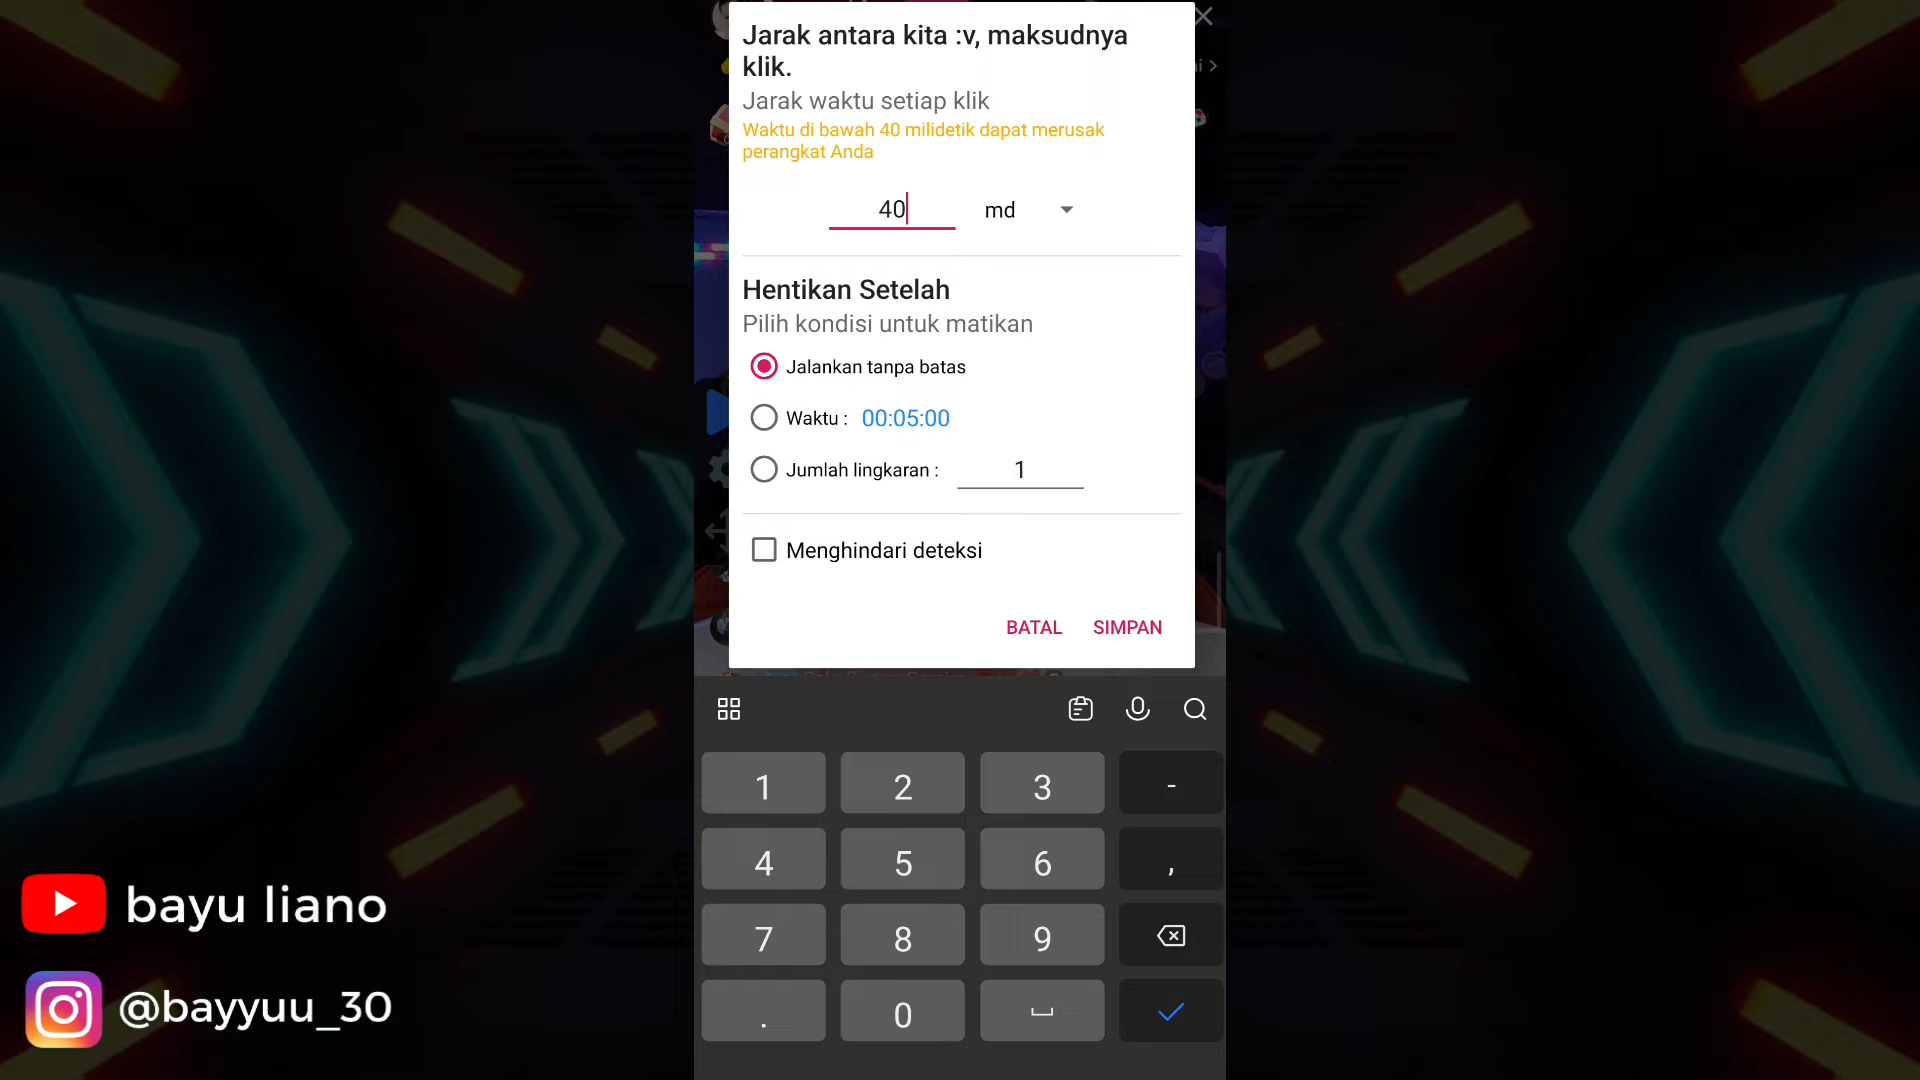 Jarak antara kita :v, maksudnya
klik.
Jarak waktu setiap klik
Waktu di bawah 40 milidetik dapat merusak
perangkat Anda
40 md
Hentikan Setelah
Pilih kondisi untuk matikan
Jalankan tanpa batas
Waktu : 00:05:00
Jumlah lingkaran : 1
Menghindari deteksi
BATAL SIMPAN
1 2 3 -
4 5 6 ,
7 8 9
. 0
bayu liano
@bayyuu_30